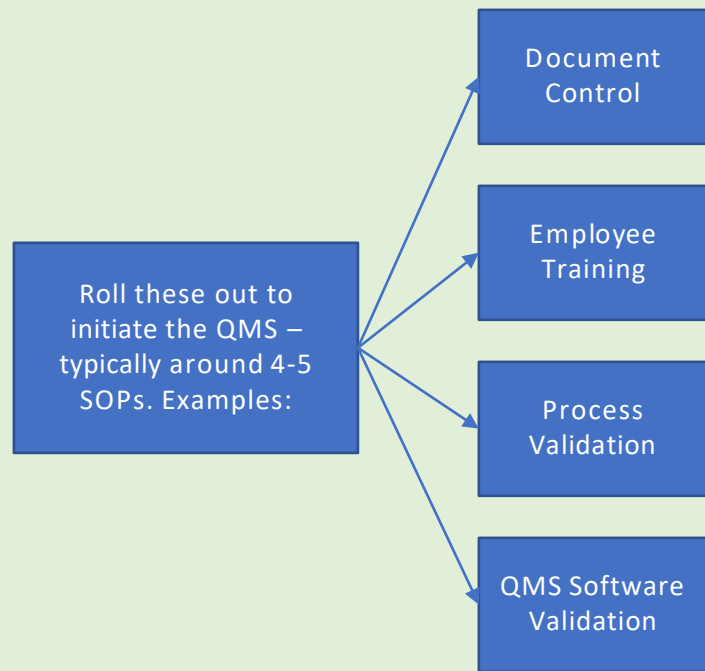 Document
Control
Employee
Training
Roll these out to
initiate the QMS –
typically around 4-5
SOPs. Examples:
Process
Validation
QMS Software
Validation